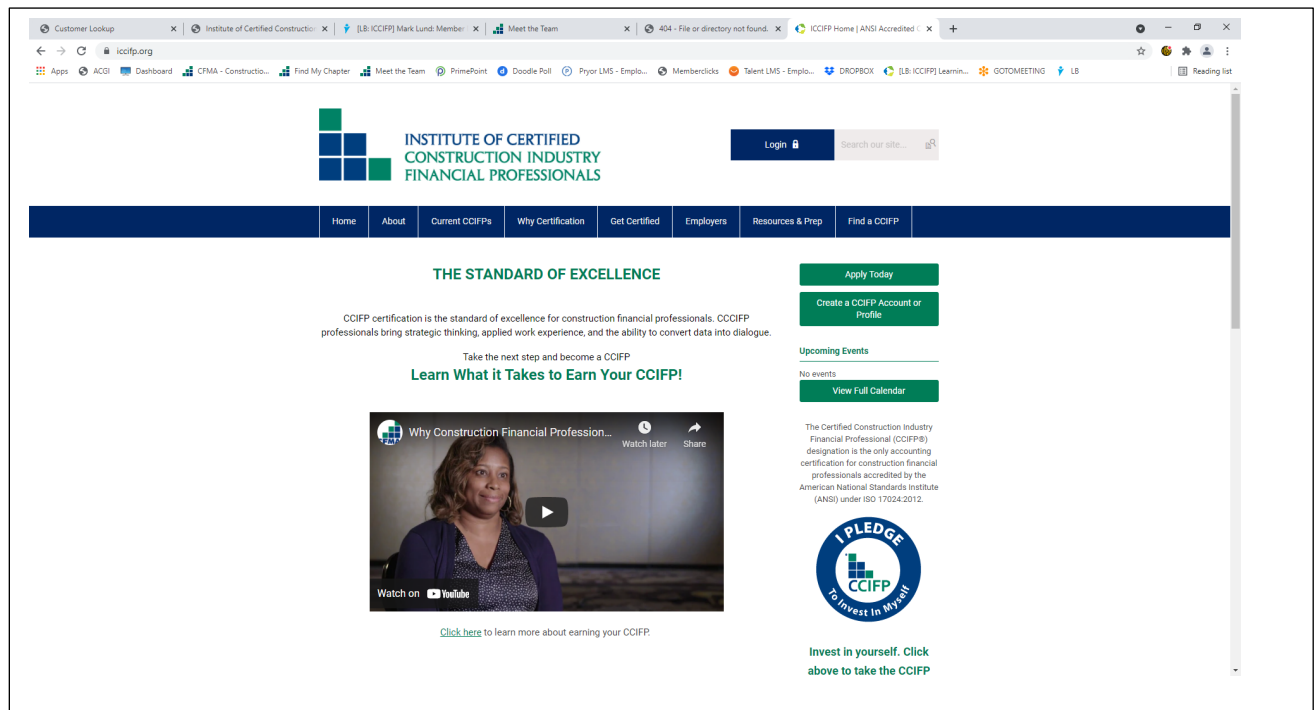 Customer Lookup
Institute of Certified Construction
[LB: ICCIFP] Mark Lund: Member
Meet the Team
404 - File or directory not found.
ICCIFP Home | ANSI Accredited C
iccifp.org
Apps
ACGI
Dashboard
CFMA - Constructio...
Find My Chapter
Meet the Team
PrimePoint
Doodle Poll
Pryor LMS - Emplo...
Memberclicks
Talent LMS - Emplo...
DROPBOX
[LB: ICCIFP] Learnin...
GOTOMEETING
LB
Reading list
INSTITUTE OF CERTIFIED
CONSTRUCTION INDUSTRY
FINANCIAL PROFESSIONALS
Login
Search our site...
Home
About
Current CCIFPs
Why Certification
Get Certified
Employers
Resources & Prep
Find a CCIFP
THE STANDARD OF EXCELLENCE
CCIFP certification is the standard of excellence for construction financial professionals. CCCIFP
professionals bring strategic thinking, applied work experience, and the ability to convert data into dialogue.
Take the next step and become a CCIFP
Learn What it Takes to Earn Your CCIFP!
CFMA
Why Construction Financial Profession...
Watch later
Share
Watch on YouTube
Click here to learn more about earning your CCIFP.
Apply Today
Create a CCIFP Account or
Profile
Upcoming Events
No events
View Full Calendar
The Certified Construction Industry
Financial Professional (CCIFP®)
designation is the only accounting
certification for construction financial
professionals accredited by the
American National Standards Institute
(ANSI) under ISO 17024:2012.
I PLEDGE
CCIFP
To Invest In Myself
Invest in yourself. Click
above to take the CCIFP